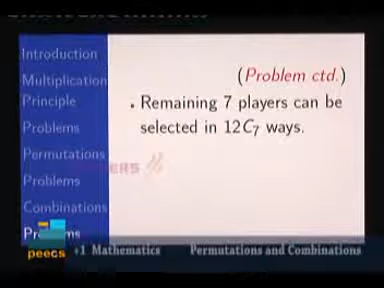 Introduction
Multiplication
Principle
Problems
Permutations
Problems
Combinations
Problems
(Problem ctd.)
• Remaining 7 players can be
selected in 12C₇ ways.
peecs
+1 Mathematics
Permutations and Combinations